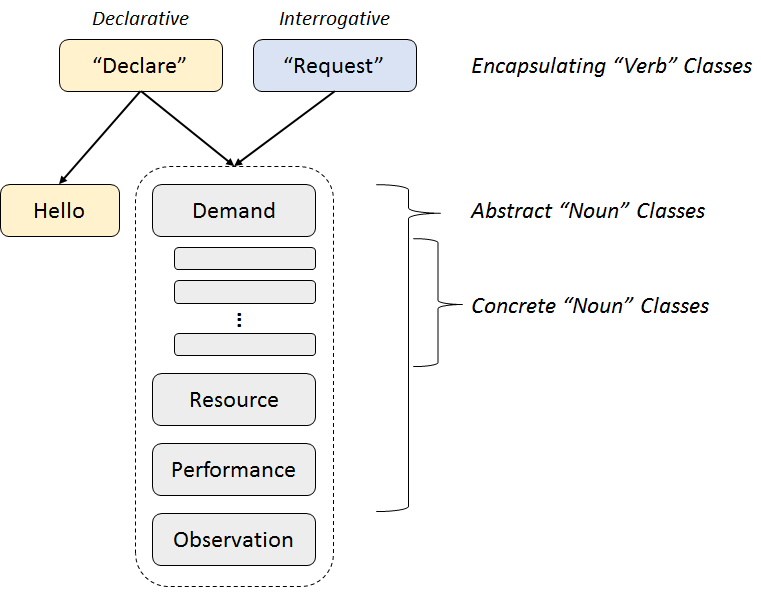 Declarative
Interrogative
“Declare”
“Request”
Encapsulating “Verb” Classes
Hello
Demand
Abstract “Noun” Classes
Concrete “Noun” Classes
Resource
Performance
Observation